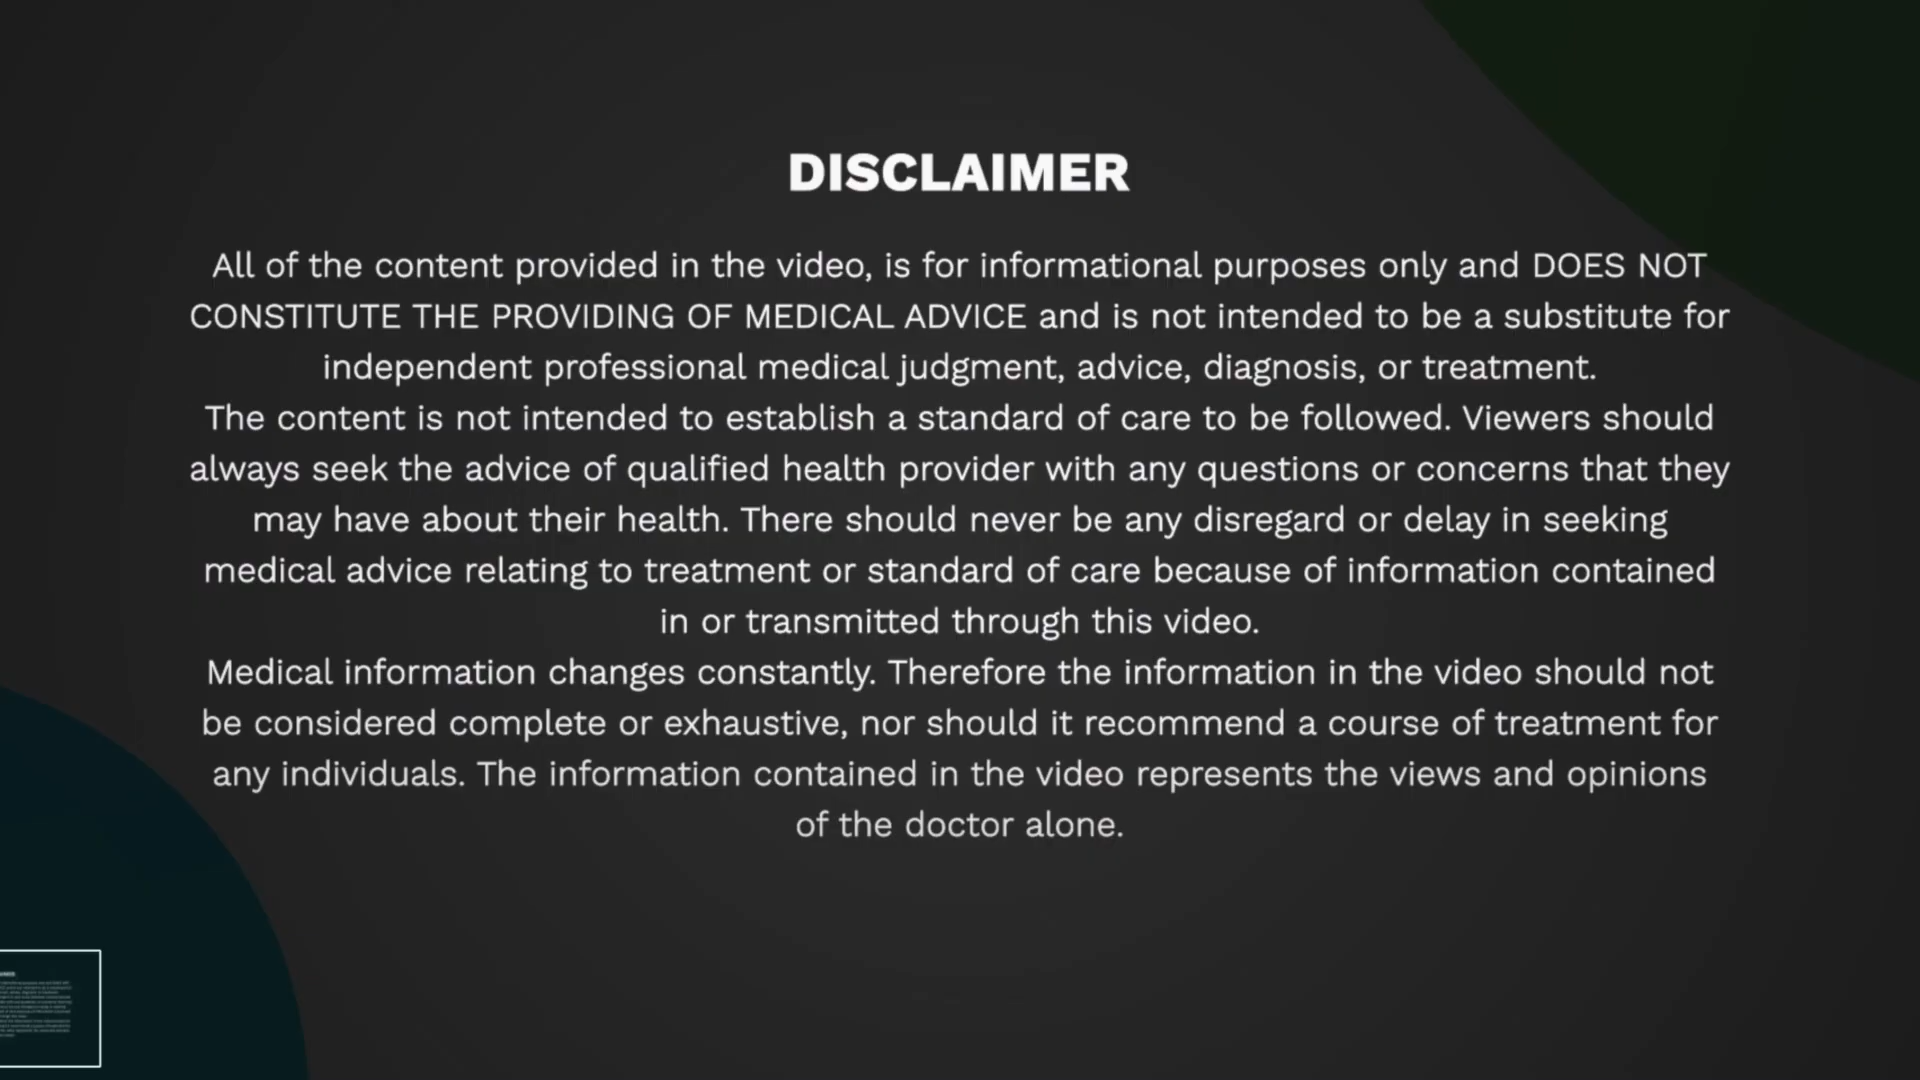 DISCLAIMER
All of the content provided in the video, is for informational purposes only and DOES NOT
CONSTITUTE THE PROVIDING OF MEDICAL ADVICE and is not intended to be a substitute for
independent professional medical judgment, advice, diagnosis, or treatment.
The content is not intended to establish a standard of care to be followed. Viewers should
always seek the advice of qualified health provider with any questions or concerns that they
may have about their health. There should never be any disregard or delay in seeking
medical advice relating to treatment or standard of care because of information contained
in or transmitted through this video.
Medical information changes constantly. Therefore the information in the video should not
be considered complete or exhaustive, nor should it recommend a course of treatment for
any individuals. The information contained in the video represents the views and opinions
of the doctor alone.